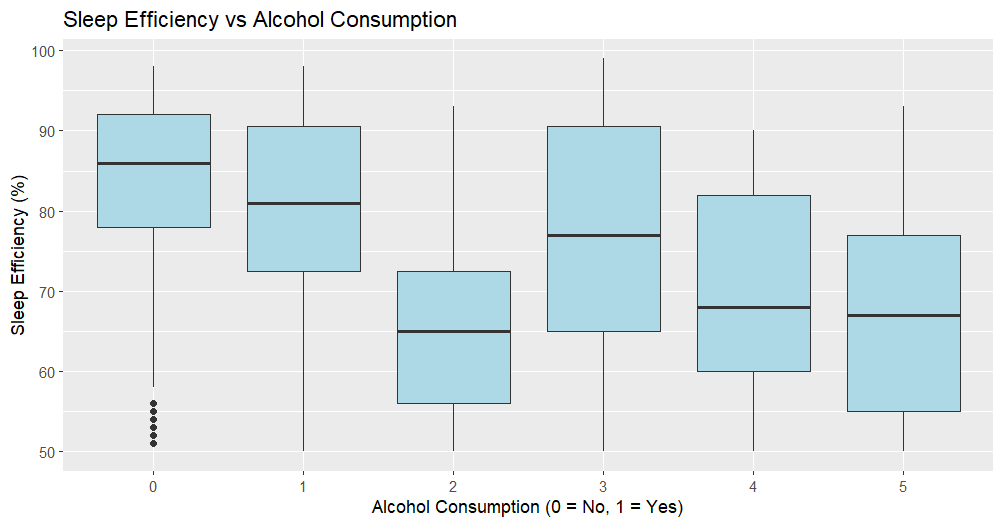 Sleep Efficiency vs Alcohol Consumption
Sleep Efficiency (%)
100
90
80
70
60
50
0 1 2 3 4 5
Alcohol Consumption (0 = No, 1 = Yes)